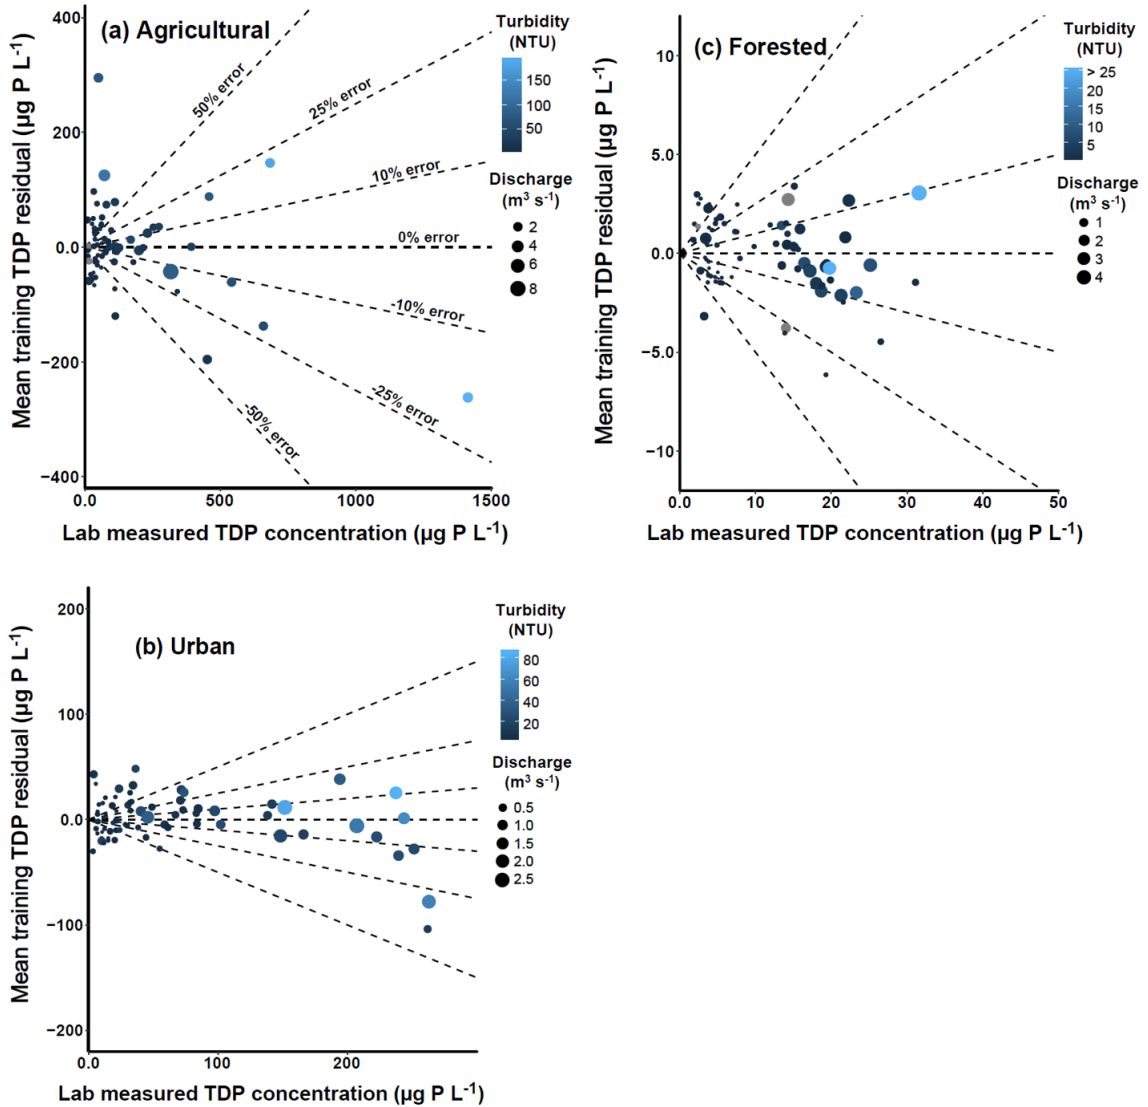 (a) Agricultural
Mean training TDP residual (µg P L-1)
400
200
0.0
−200
−400
50% error
25% error
10% error
0% error
-10% error
-25% error
-50% error
0.0
500
1000
1500
Lab measured TDP concentration (µg P L-1)
Turbidity
(NTU)
150
100
50
Discharge
(m3 s-1)
2
4
6
8
(c) Forested
Mean training TDP residual (µg P L-1)
10
5.0
0.0
−5.0
−10
0.0
10
20
30
40
50
Lab measured TDP concentration (µg P L-1)
Turbidity
(NTU)
> 25
20
15
10
5
Discharge
(m3 s-1)
1
2
3
4
(b) Urban
Mean training TDP residual (µg P L-1)
200
100
0.0
−100
−200
0.0
100
200
Lab measured TDP concentration (µg P L-1)
Turbidity
(NTU)
80
60
40
20
Discharge
(m3 s-1)
0.5
1.0
1.5
2.0
2.5